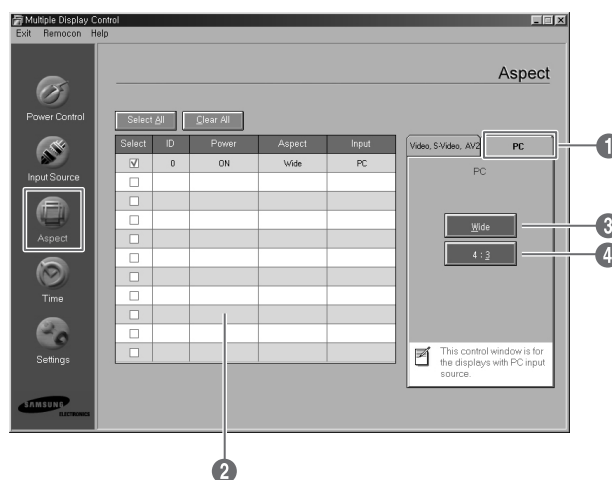 Multiple Display Control
Exit Remocon Help
Aspect
Power Control
Input Source
Aspect
Time
Settings
SAMSUNG
ELECTRONICS
Select All Clear All
Select ID Power Aspect Input
0 ON Wide PC
Video, S-Video, AV2 PC
PC
Wide
4 : 3
This control window is for
the displays with PC input
source.
1
3
4
2